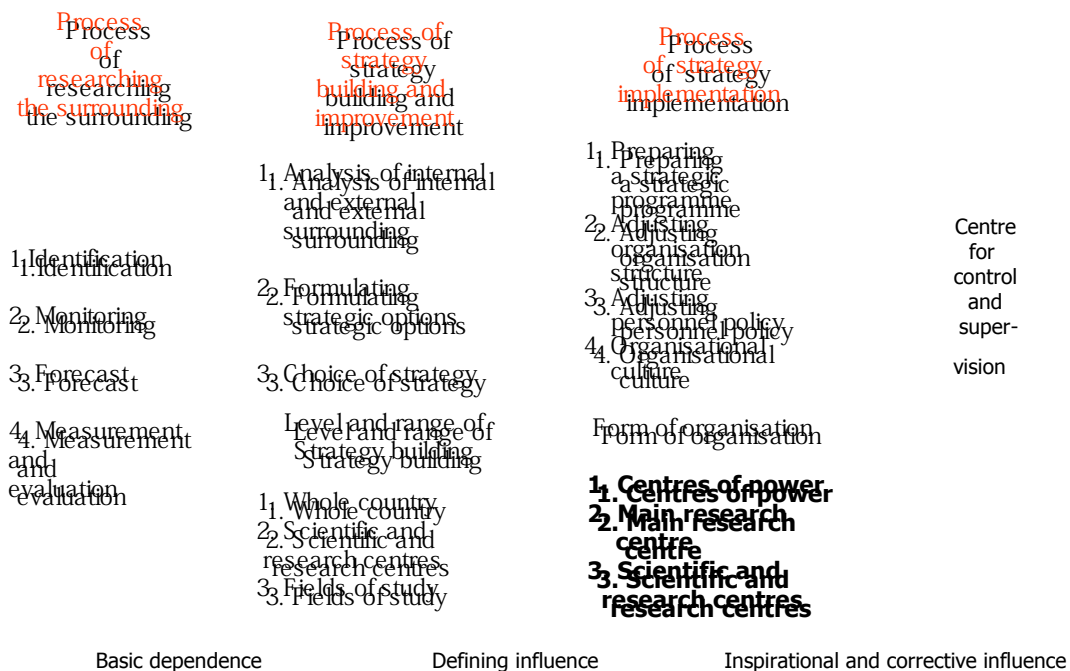 Process
of
researching
the surrounding
1.Identification
2. Monitoring
3. Forecast
4. Measurement
and
evaluation
Process of
strategy
building and
improvement
1. Analysis of internal
and external
surrounding
2. Formulating
strategic options
3. Choice of strategy
Level and range of
Strategy building
1. Whole country
2. Scientific and
research centres
3. Fields of study
Process
of strategy
implementation
1. Preparing
a strategic
programme
2. Adjusting
organisation
structure
3. Adjusting
personnel policy
4. Organisational
culture
Form of organisation
1. Centres of power
2. Main research
centre
3. Scientific and
research centres
Centre
for
control
and
super-
vision
Basic dependence
Defining influence
Inspirational and corrective influence